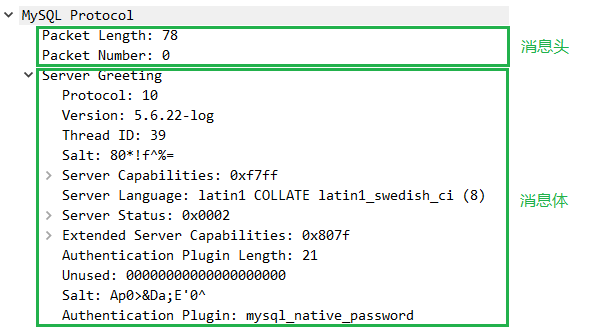 MySQL Protocol
Packet Length: 78
Packet Number: 0
消息头
Server Greeting
Protocol: 10
Version: 5.6.22-log
Thread ID: 39
Salt: 80*!f^%=
Server Capabilities: 0xf7ff
Server Language: latin1 COLLATE latin1_swedish_ci (8)
消息体
Server Status: 0x0002
Extended Server Capabilities: 0x807f
Authentication Plugin Length: 21
Unused: 00000000000000000000
Salt: Ap0>&Da;E'0^
Authentication Plugin: mysql_native_password